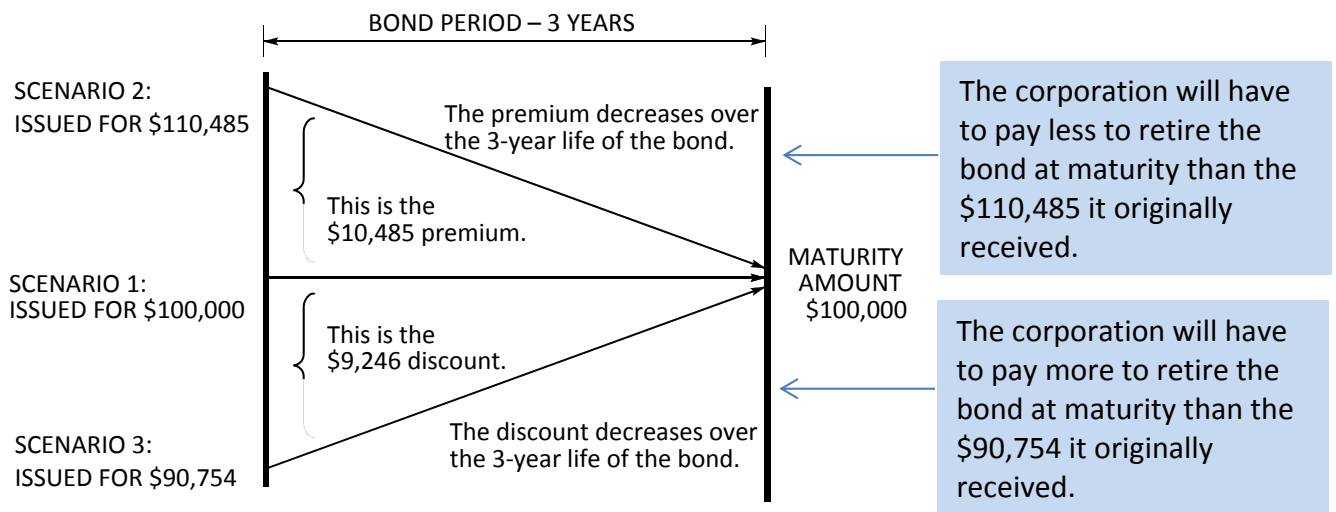 BOND PERIOD – 3 YEARS
SCENARIO 2:
ISSUED FOR $110,485
The premium decreases over
the 3-year life of the bond.
This is the
$10,485 premium.
SCENARIO 1:
ISSUED FOR $100,000
MATURITY
AMOUNT
$100,000
This is the
$9,246 discount.
SCENARIO 3:
ISSUED FOR $90,754
The discount decreases over
the 3-year life of the bond.
The corporation will have
to pay less to retire the
bond at maturity than the
$110,485 it originally
received.
The corporation will have
to pay more to retire the
bond at maturity than the
$90,754 it originally
received.